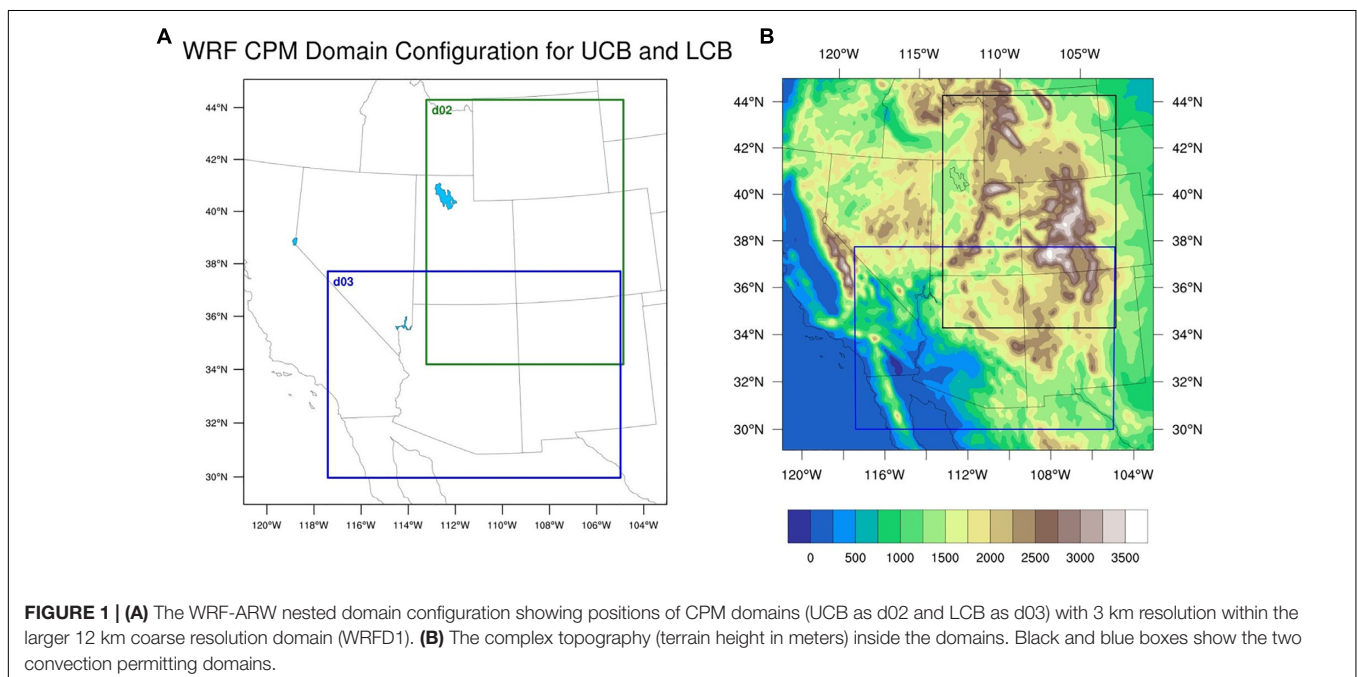 A WRF CPM Domain Configuration for UCB and LCB
44°N
42°N
40°N
38°N
36°N
34°N
32°N
30°N
d02
d03
120°W 118°W 116°W 114°W 112°W 110°W 108°W 106°W 104°W
B
120°W 115°W 110°W 105°W
44°N 44°N
42°N 42°N
40°N 40°N
38°N 38°N
36°N 36°N
34°N 34°N
32°N 32°N
30°N 30°N
120°W 116°W 112°W 108°W 104°W
0 500 1000 1500 2000 2500 3000 3500
FIGURE 1 | (A) The WRF-ARW nested domain configuration showing positions of CPM domains (UCB as d02 and LCB as d03) with 3 km resolution within the
larger 12 km coarse resolution domain (WRFD1). (B) The complex topography (terrain height in meters) inside the domains. Black and blue boxes show the two
convection permitting domains.